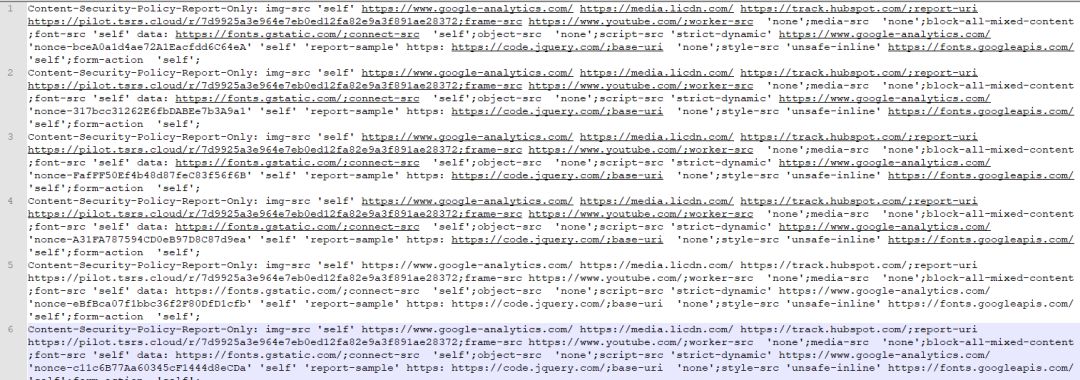 1 Content-Security-Policy-Report-Only: img-src 'self' https://www.google-analytics.com/ https://media.licdn.com/ https://track.hubspot.com/;report-uri
https://pilot.tsrs.cloud/r/7d9925a3e964e7eb0ed12fa82e9a3f891ae28372;frame-src https://www.youtube.com/;worker-src 'none';media-src 'none';block-all-mixed-content
;font-src 'self' data: https://fonts.gstatic.com/;connect-src 'self';object-src 'none';script-src 'strict-dynamic' https://www.google-analytics.com/
'nonce-bceA0a1d4ae72A1Eacfdd6C64eA' 'self' 'report-sample' https: https://code.jquery.com/;base-uri 'none';style-src 'unsafe-inline' https://fonts.googleapis.com/
'self';form-action 'self';
2 Content-Security-Policy-Report-Only: img-src 'self' https://www.google-analytics.com/ https://media.licdn.com/ https://track.hubspot.com/;report-uri
https://pilot.tsrs.cloud/r/7d9925a3e964e7eb0ed12fa82e9a3f891ae28372;frame-src https://www.youtube.com/;worker-src 'none';media-src 'none';block-all-mixed-content
;font-src 'self' data: https://fonts.gstatic.com/;connect-src 'self';object-src 'none';script-src 'strict-dynamic' https://www.google-analytics.com/
'nonce-317bcc31262E6fbDABEe7b3A9a1' 'self' 'report-sample' https: https://code.jquery.com/;base-uri 'none';style-src 'unsafe-inline' https://fonts.googleapis.com/
'self';form-action 'self';
3 Content-Security-Policy-Report-Only: img-src 'self' https://www.google-analytics.com/ https://media.licdn.com/ https://track.hubspot.com/;report-uri
https://pilot.tsrs.cloud/r/7d9925a3e964e7eb0ed12fa82e9a3f891ae28372;frame-src https://www.youtube.com/;worker-src 'none';media-src 'none';block-all-mixed-content
;font-src 'self' data: https://fonts.gstatic.com/;connect-src 'self';object-src 'none';script-src 'strict-dynamic' https://www.google-analytics.com/
'nonce-FafFF50Ef4b48d87feC83f56f6B' 'self' 'report-sample' https: https://code.jquery.com/;base-uri 'none';style-src 'unsafe-inline' https://fonts.googleapis.com/
'self';form-action 'self';
4 Content-Security-Policy-Report-Only: img-src 'self' https://www.google-analytics.com/ https://media.licdn.com/ https://track.hubspot.com/;report-uri
https://pilot.tsrs.cloud/r/7d9925a3e964e7eb0ed12fa82e9a3f891ae28372;frame-src https://www.youtube.com/;worker-src 'none';media-src 'none';block-all-mixed-content
;font-src 'self' data: https://fonts.gstatic.com/;connect-src 'self';object-src 'none';script-src 'strict-dynamic' https://www.google-analytics.com/
'nonce-A31FA787594CD0eB97D8C87d9ea' 'self' 'report-sample' https: https://code.jquery.com/;base-uri 'none';style-src 'unsafe-inline' https://fonts.googleapis.com/
'self';form-action 'self';
5 Content-Security-Policy-Report-Only: img-src 'self' https://www.google-analytics.com/ https://media.licdn.com/ https://track.hubspot.com/;report-uri
https://pilot.tsrs.cloud/r/7d9925a3e964e7eb0ed12fa82e9a3f891ae28372;frame-src https://www.youtube.com/;worker-src 'none';media-src 'none';block-all-mixed-content
;font-src 'self' data: https://fonts.gstatic.com/;connect-src 'self';object-src 'none';script-src 'strict-dynamic' https://www.google-analytics.com/
'nonce-eBfBca07f1bbc36f2F80DfD1cfb' 'self' 'report-sample' https: https://code.jquery.com/;base-uri 'none';style-src 'unsafe-inline' https://fonts.googleapis.com/
'self';form-action 'self';
6 Content-Security-Policy-Report-Only: img-src 'self' https://www.google-analytics.com/ https://media.licdn.com/ https://track.hubspot.com/;report-uri
https://pilot.tsrs.cloud/r/7d9925a3e964e7eb0ed12fa82e9a3f891ae28372;frame-src https://www.youtube.com/;worker-src 'none';media-src 'none';block-all-mixed-content
;font-src 'self' data: https://fonts.gstatic.com/;connect-src 'self';object-src 'none';script-src 'strict-dynamic' https://www.google-analytics.com/
'nonce-c11c6B77Aa60345cF1444d8eCDa' 'self' 'report-sample' https: https://code.jquery.com/;base-uri 'none';style-src 'unsafe-inline' https://fonts.googleapis.com/
'self';form-action 'self';